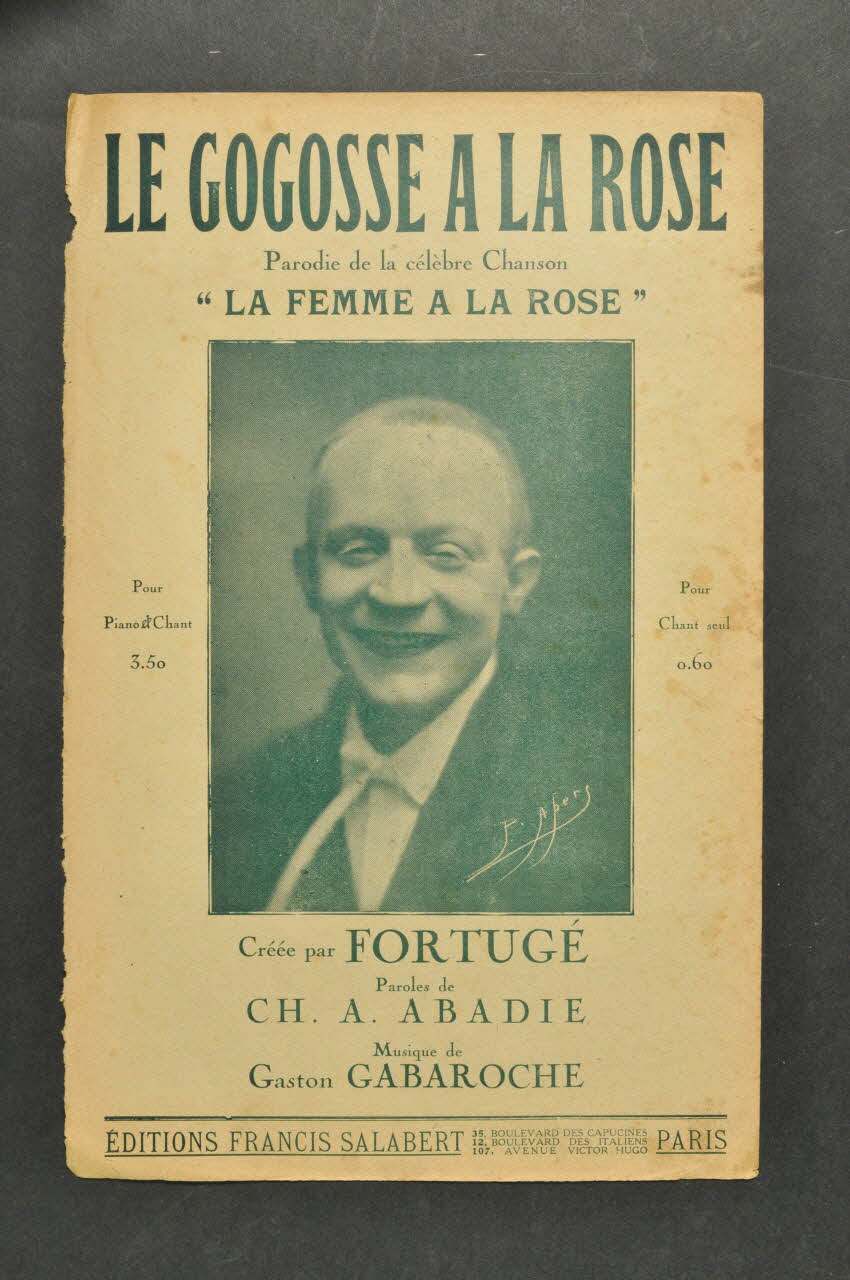 LE GOGOSSE A LA ROSE
Parodie de la célèbre Chanson
“ LA FEMME A LA ROSE ”
Pour
Piano & Chant
3.50
Pour
Chant seul
0.60
F. Abers
Créée par FORTUGÉ
Paroles de
CH. A. ABADIE
Musique de
Gaston GABAROCHE
ÉDITIONS FRANCIS SALABERT
35, BOULEVARD DES CAPUCINES
12, BOULEVARD DES ITALIENS
107, AVENUE VICTOR HUGO
PARIS